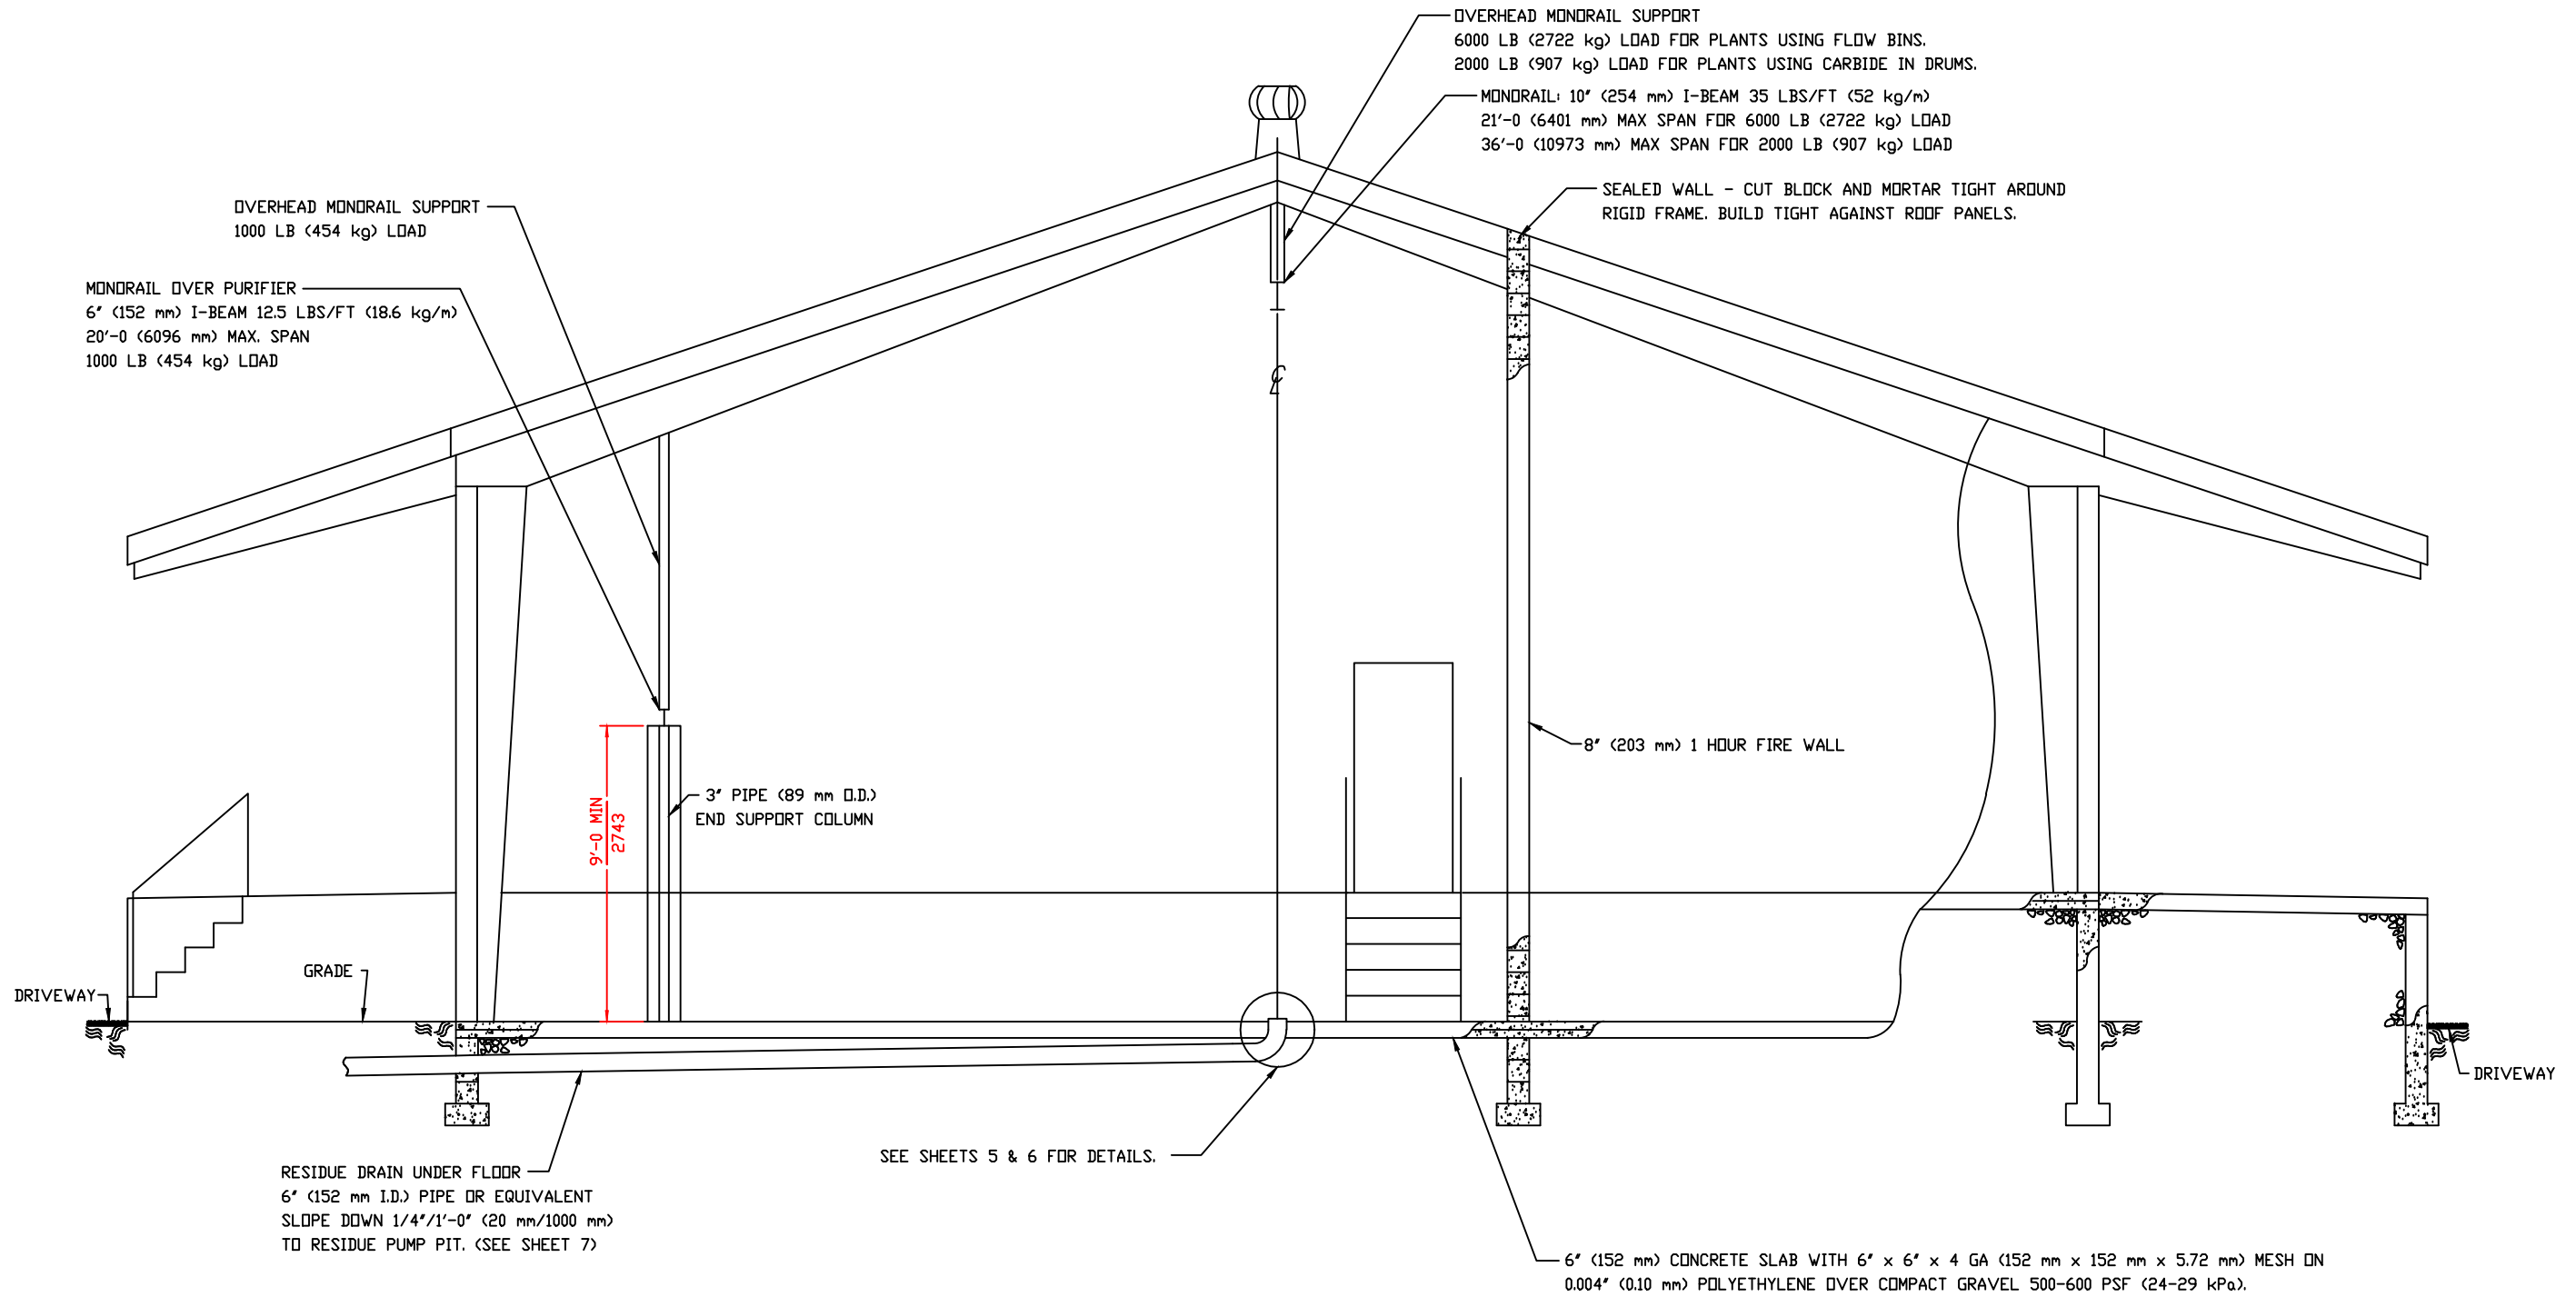 OVERHEAD MONORAIL SUPPORT
6000 LB (2722 kg) LOAD FOR PLANTS USING FLOW BINS.
2000 LB (907 kg) LOAD FOR PLANTS USING CARBIDE IN DRUMS.
MONORAIL: 10" (254 mm) I-BEAM 35 LBS/FT (52 kg/m)
21'-0 (6401 mm) MAX SPAN FOR 6000 LB (2722 kg) LOAD
36'-0 (10973 mm) MAX SPAN FOR 2000 LB (907 kg) LOAD
SEALED WALL - CUT BLOCK AND MORTAR TIGHT AROUND
RIGID FRAME. BUILD TIGHT AGAINST ROOF PANELS.
OVERHEAD MONORAIL SUPPORT
1000 LB (454 kg) LOAD
MONORAIL OVER PURIFIER
6" (152 mm) I-BEAM 12.5 LBS/FT (18.6 kg/m)
20'-0 (6096 mm) MAX. SPAN
1000 LB (454 kg) LOAD
℄
8" (203 mm) 1 HOUR FIRE WALL
9'-0 MIN
2743
3" PIPE (89 mm O.D.)
END SUPPORT COLUMN
GRADE
DRIVEWAY
DRIVEWAY
SEE SHEETS 5 & 6 FOR DETAILS.
RESIDUE DRAIN UNDER FLOOR
6" (152 mm I.D.) PIPE OR EQUIVALENT
SLOPE DOWN 1/4"/1'-0" (20 mm/1000 mm)
TO RESIDUE PUMP PIT. (SEE SHEET 7)
6" (152 mm) CONCRETE SLAB WITH 6" x 6" x 4 GA (152 mm x 152 mm x 5.72 mm) MESH ON
0.004" (0.10 mm) POLYETHYLENE OVER COMPACT GRAVEL 500-600 PSF (24-29 kPa).